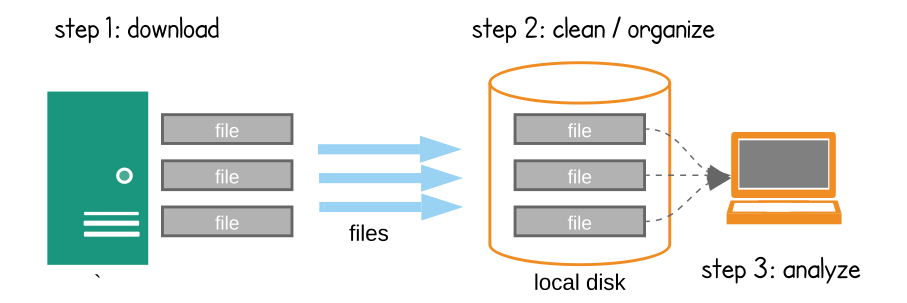 step 1: download
step 2: clean / organize
file
file
file
files
`
file
file
file
local disk
step 3: analyze